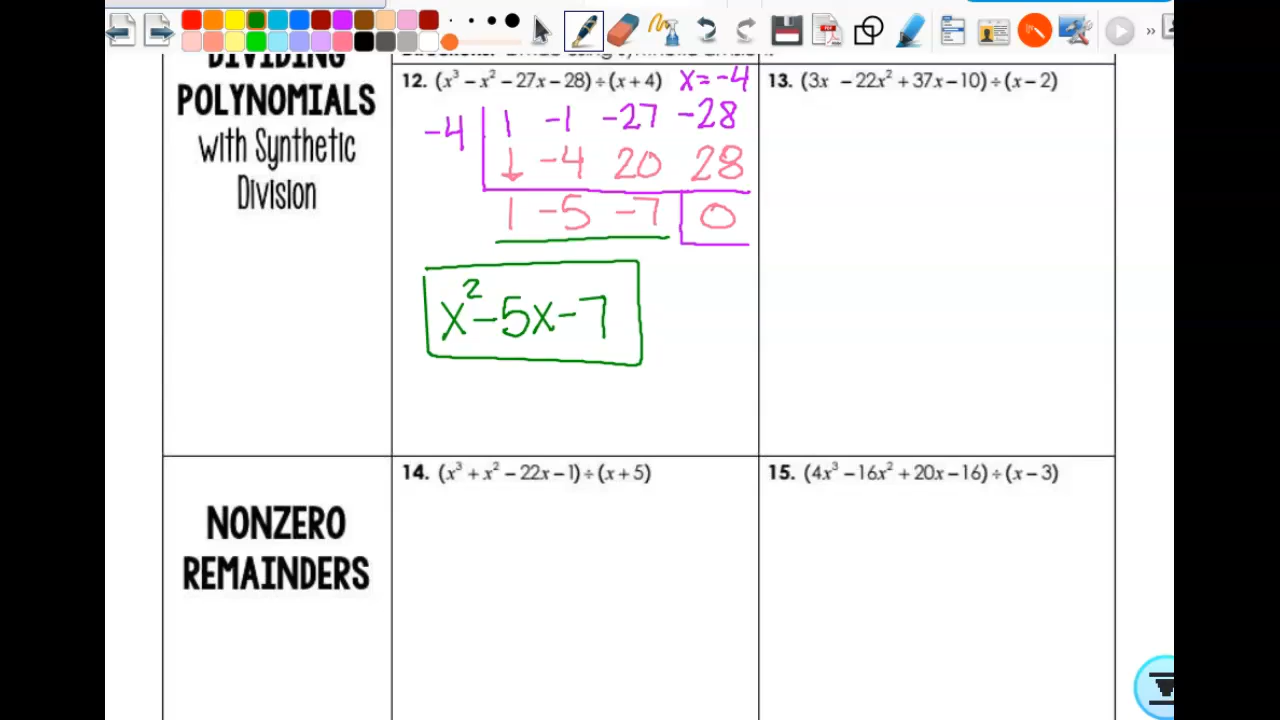 DIVIDING
POLYNOMIALS
with Synthetic
Division
12. (x³ − x² − 27x − 28) ÷ (x + 4) x = -4
-4 1 -1 -27 -28
↓ -4 20 28
1 -5 -7 0
x² - 5x - 7
13. (3x − 22x² + 37x − 10) ÷ (x − 2)
NONZERO
REMAINDERS
14. (x³ + x² − 22x − 1) ÷ (x + 5)
15. (4x³ − 16x² + 20x − 16) ÷ (x − 3)